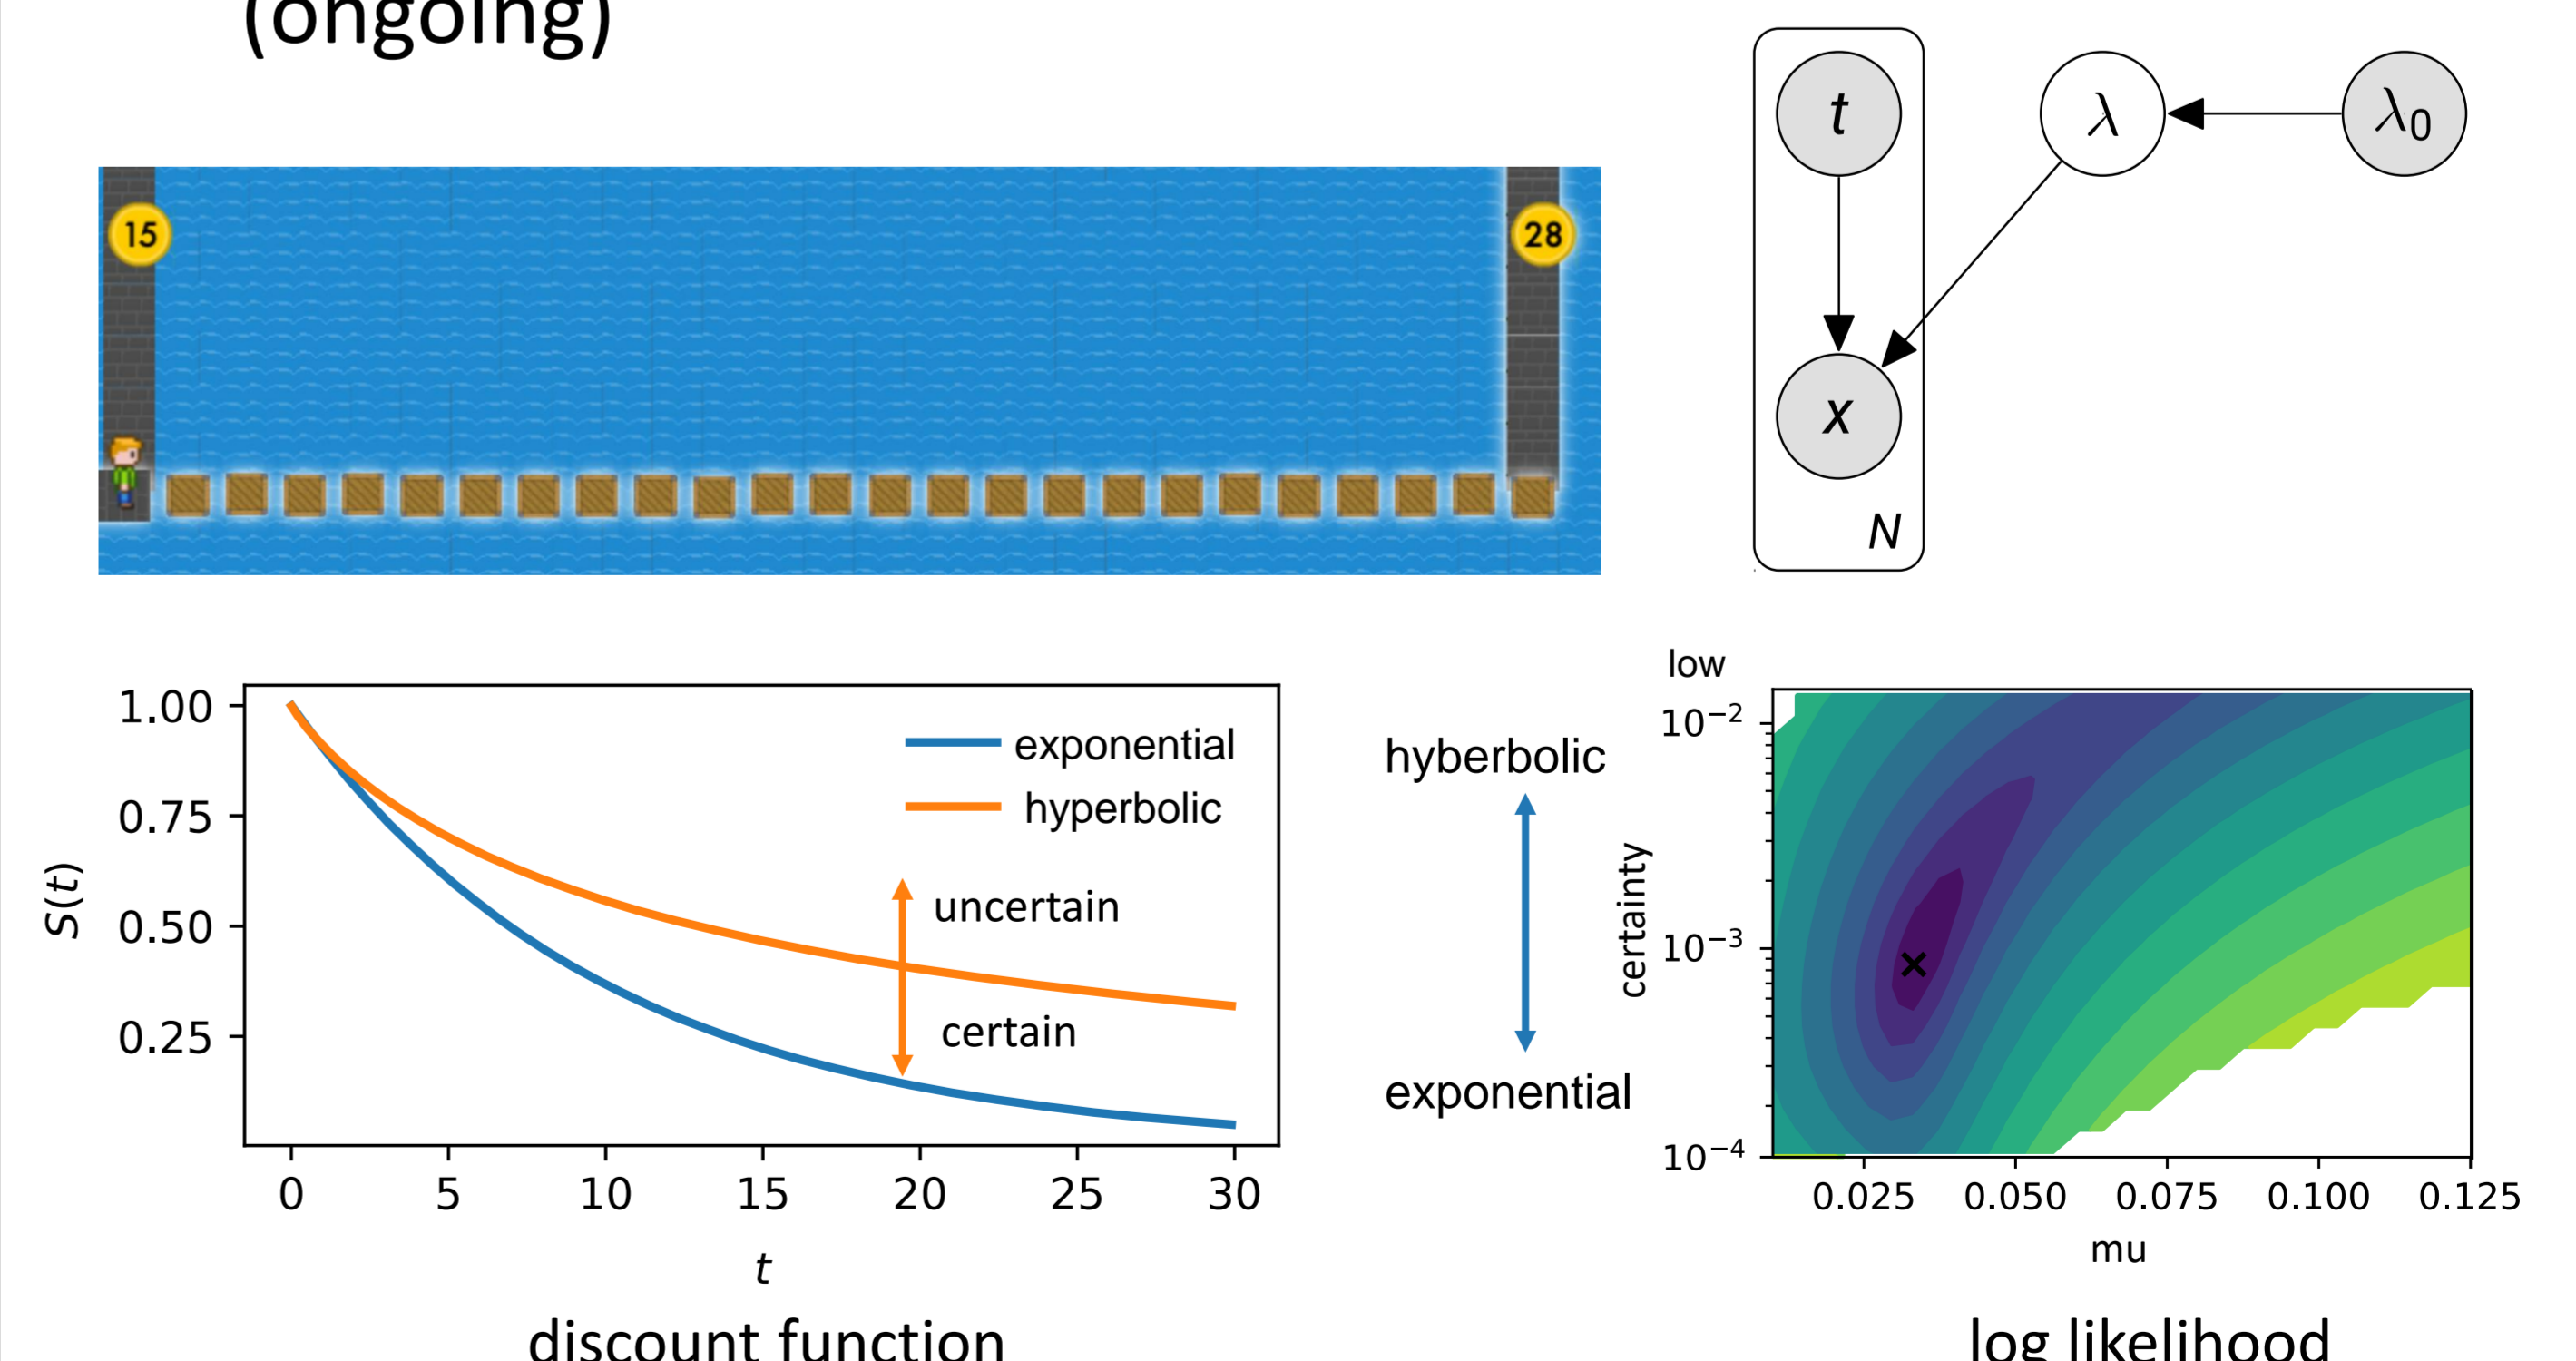 (ongoing)
15
28
t
λ
λ₀
x
N
1.00
0.75
0.50
0.25
S(t)
exponential
hyperbolic
uncertain
certain
0 5 10 15 20 25 30
t
discount function
hyberbolic
exponential
low
certainty
10⁻²
10⁻³
10⁻⁴
0.025 0.050 0.075 0.100 0.125
mu
log likelihood